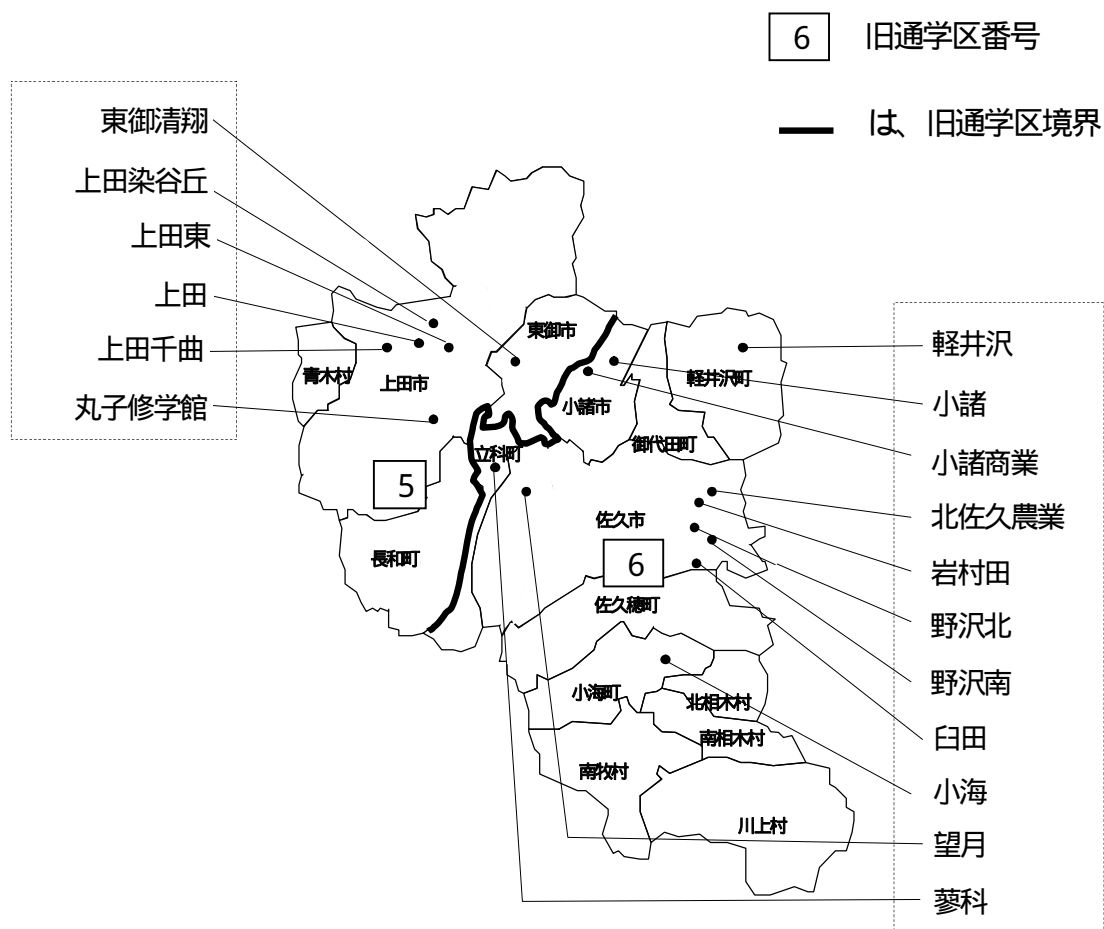 6 旧通学区番号
は、旧通学区境界
東御清翔
上田染谷丘
上田東
上田
上田千曲
丸子修学館
軽井沢
小諸
小諸商業
北佐久農業
岩村田
野沢北
野沢南
臼田
小海
望月
蓼科
東御市
青木村
上田市
軽井沢町
小諸市
御代田町
立科町
5
佐久市
長和町
6
佐久穂町
小海町
北相木村
南相木村
南牧村
川上村